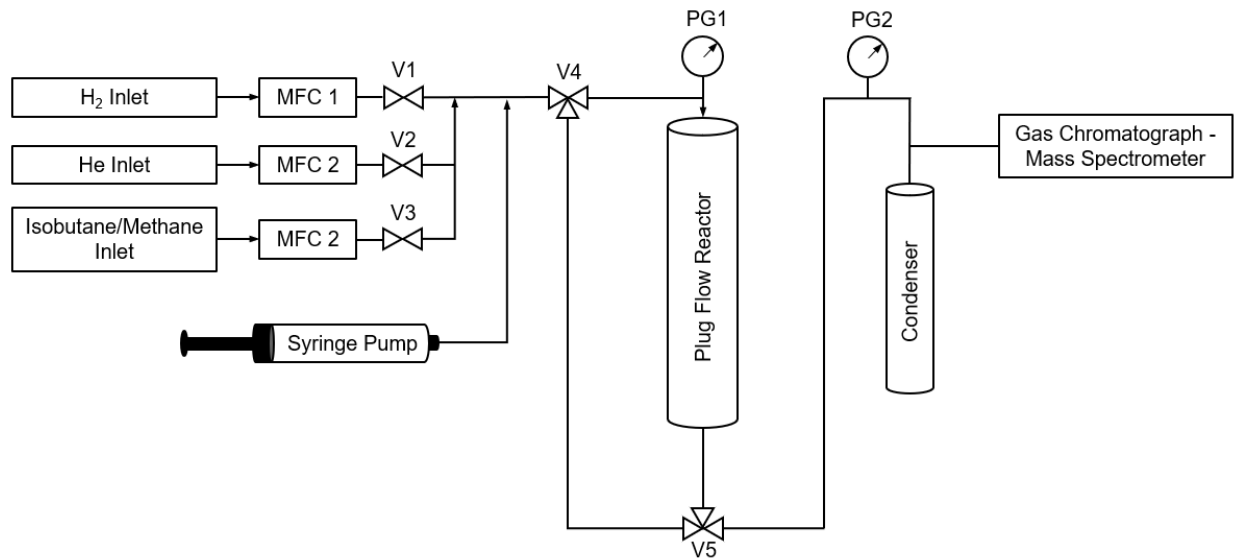 PG1
PG2
V1
V4
H₂ Inlet
MFC 1
V2
He Inlet
MFC 2
Gas Chromatograph -
Mass Spectrometer
V3
Isobutane/Methane
Inlet
MFC 2
Syringe Pump
Plug Flow Reactor
Condenser
V5